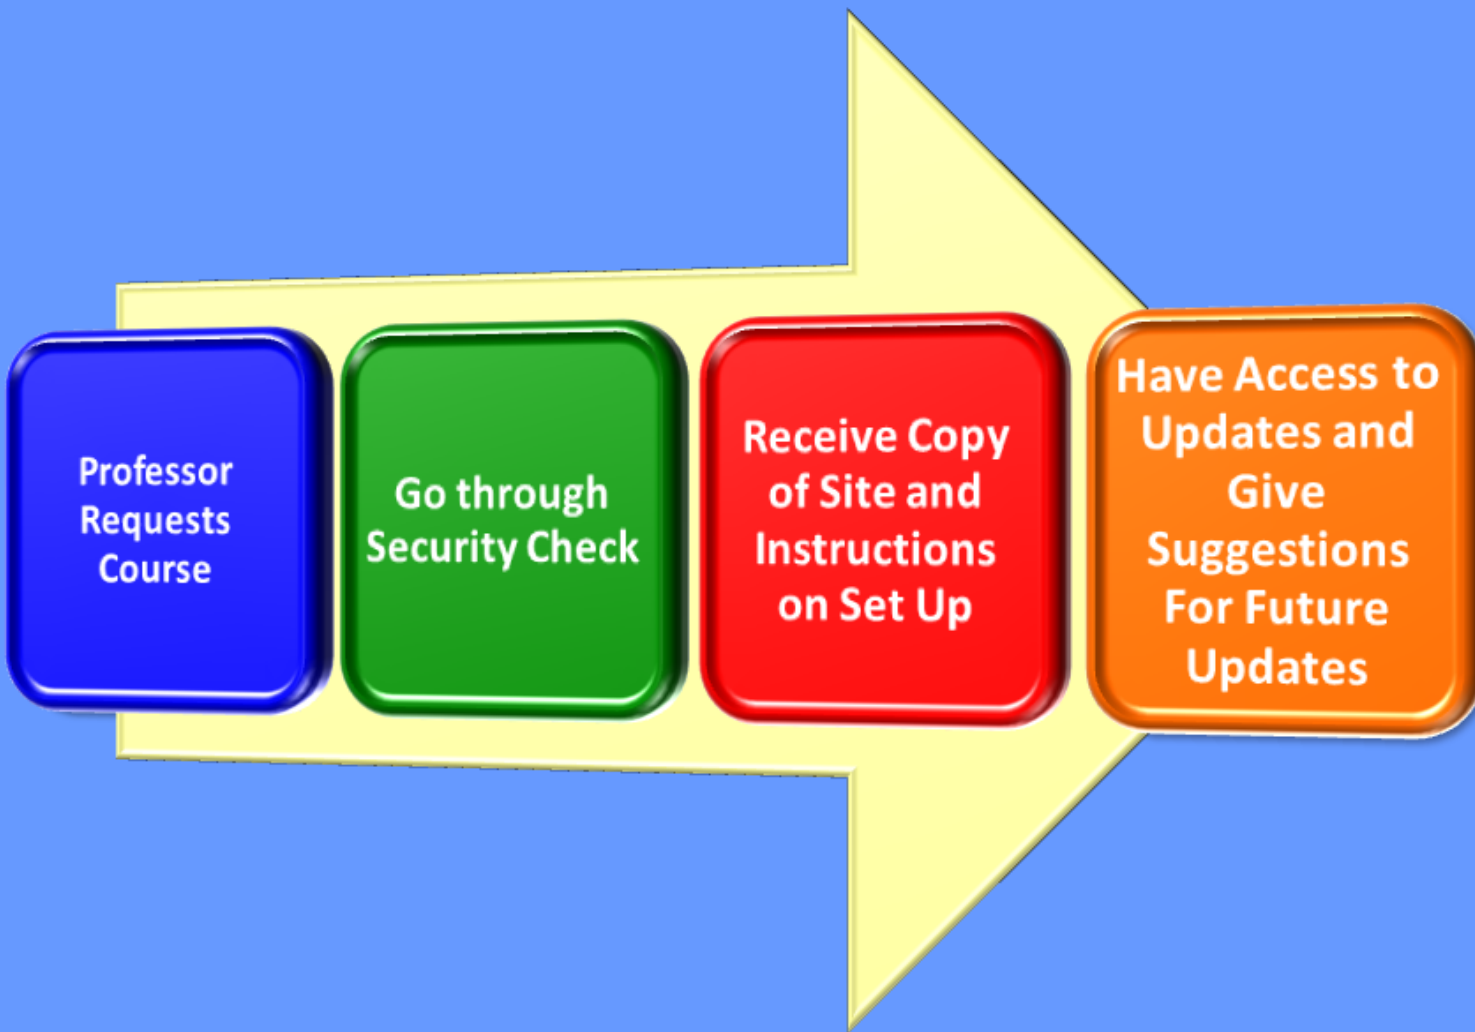 Professor
Requests
Course
Go through
Security Check
Receive Copy
of Site and
Instructions
on Set Up
Have Access to
Updates and
Give
Suggestions
For Future
Updates